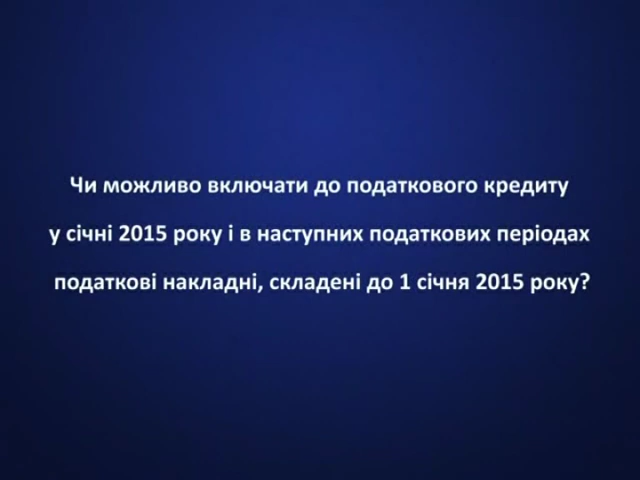 Чи можливо включати до податкового кредиту
у січні 2015 року і в наступних податкових періодах
податкові накладні, складені до 1 січня 2015 року?